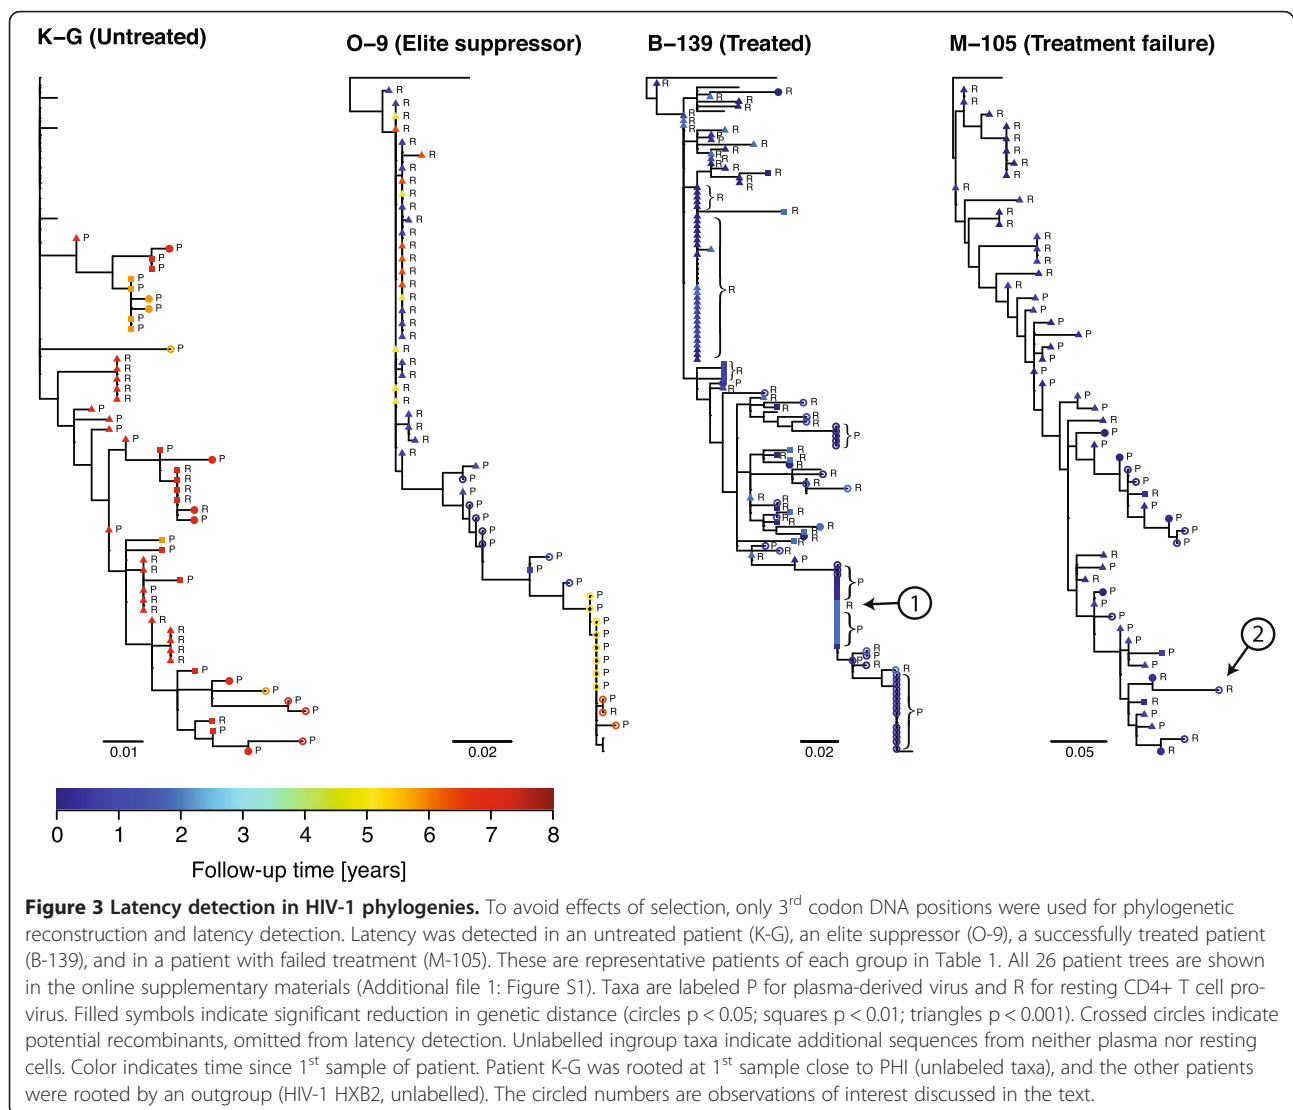 K–G (Untreated)
O–9 (Elite suppressor)
B–139 (Treated)
M–105 (Treatment failure)
1
2
0.01
0.02
0.02
0.05
0 1 2 3 4 5 6 7 8
Follow-up time [years]
Figure 3 Latency detection in HIV-1 phylogenies. To avoid effects of selection, only 3rd codon DNA positions were used for phylogenetic
reconstruction and latency detection. Latency was detected in an untreated patient (K-G), an elite suppressor (O-9), a successfully treated patient
(B-139), and in a patient with failed treatment (M-105). These are representative patients of each group in Table 1. All 26 patient trees are shown
in the online supplementary materials (Additional file 1: Figure S1). Taxa are labeled P for plasma-derived virus and R for resting CD4+ T cell pro-
virus. Filled symbols indicate significant reduction in genetic distance (circles p < 0.05; squares p < 0.01; triangles p < 0.001). Crossed circles indicate
potential recombinants, omitted from latency detection. Unlabelled ingroup taxa indicate additional sequences from neither plasma nor resting
cells. Color indicates time since 1st sample of patient. Patient K-G was rooted at 1st sample close to PHI (unlabeled taxa), and the other patients
were rooted by an outgroup (HIV-1 HXB2, unlabelled). The circled numbers are observations of interest discussed in the text.